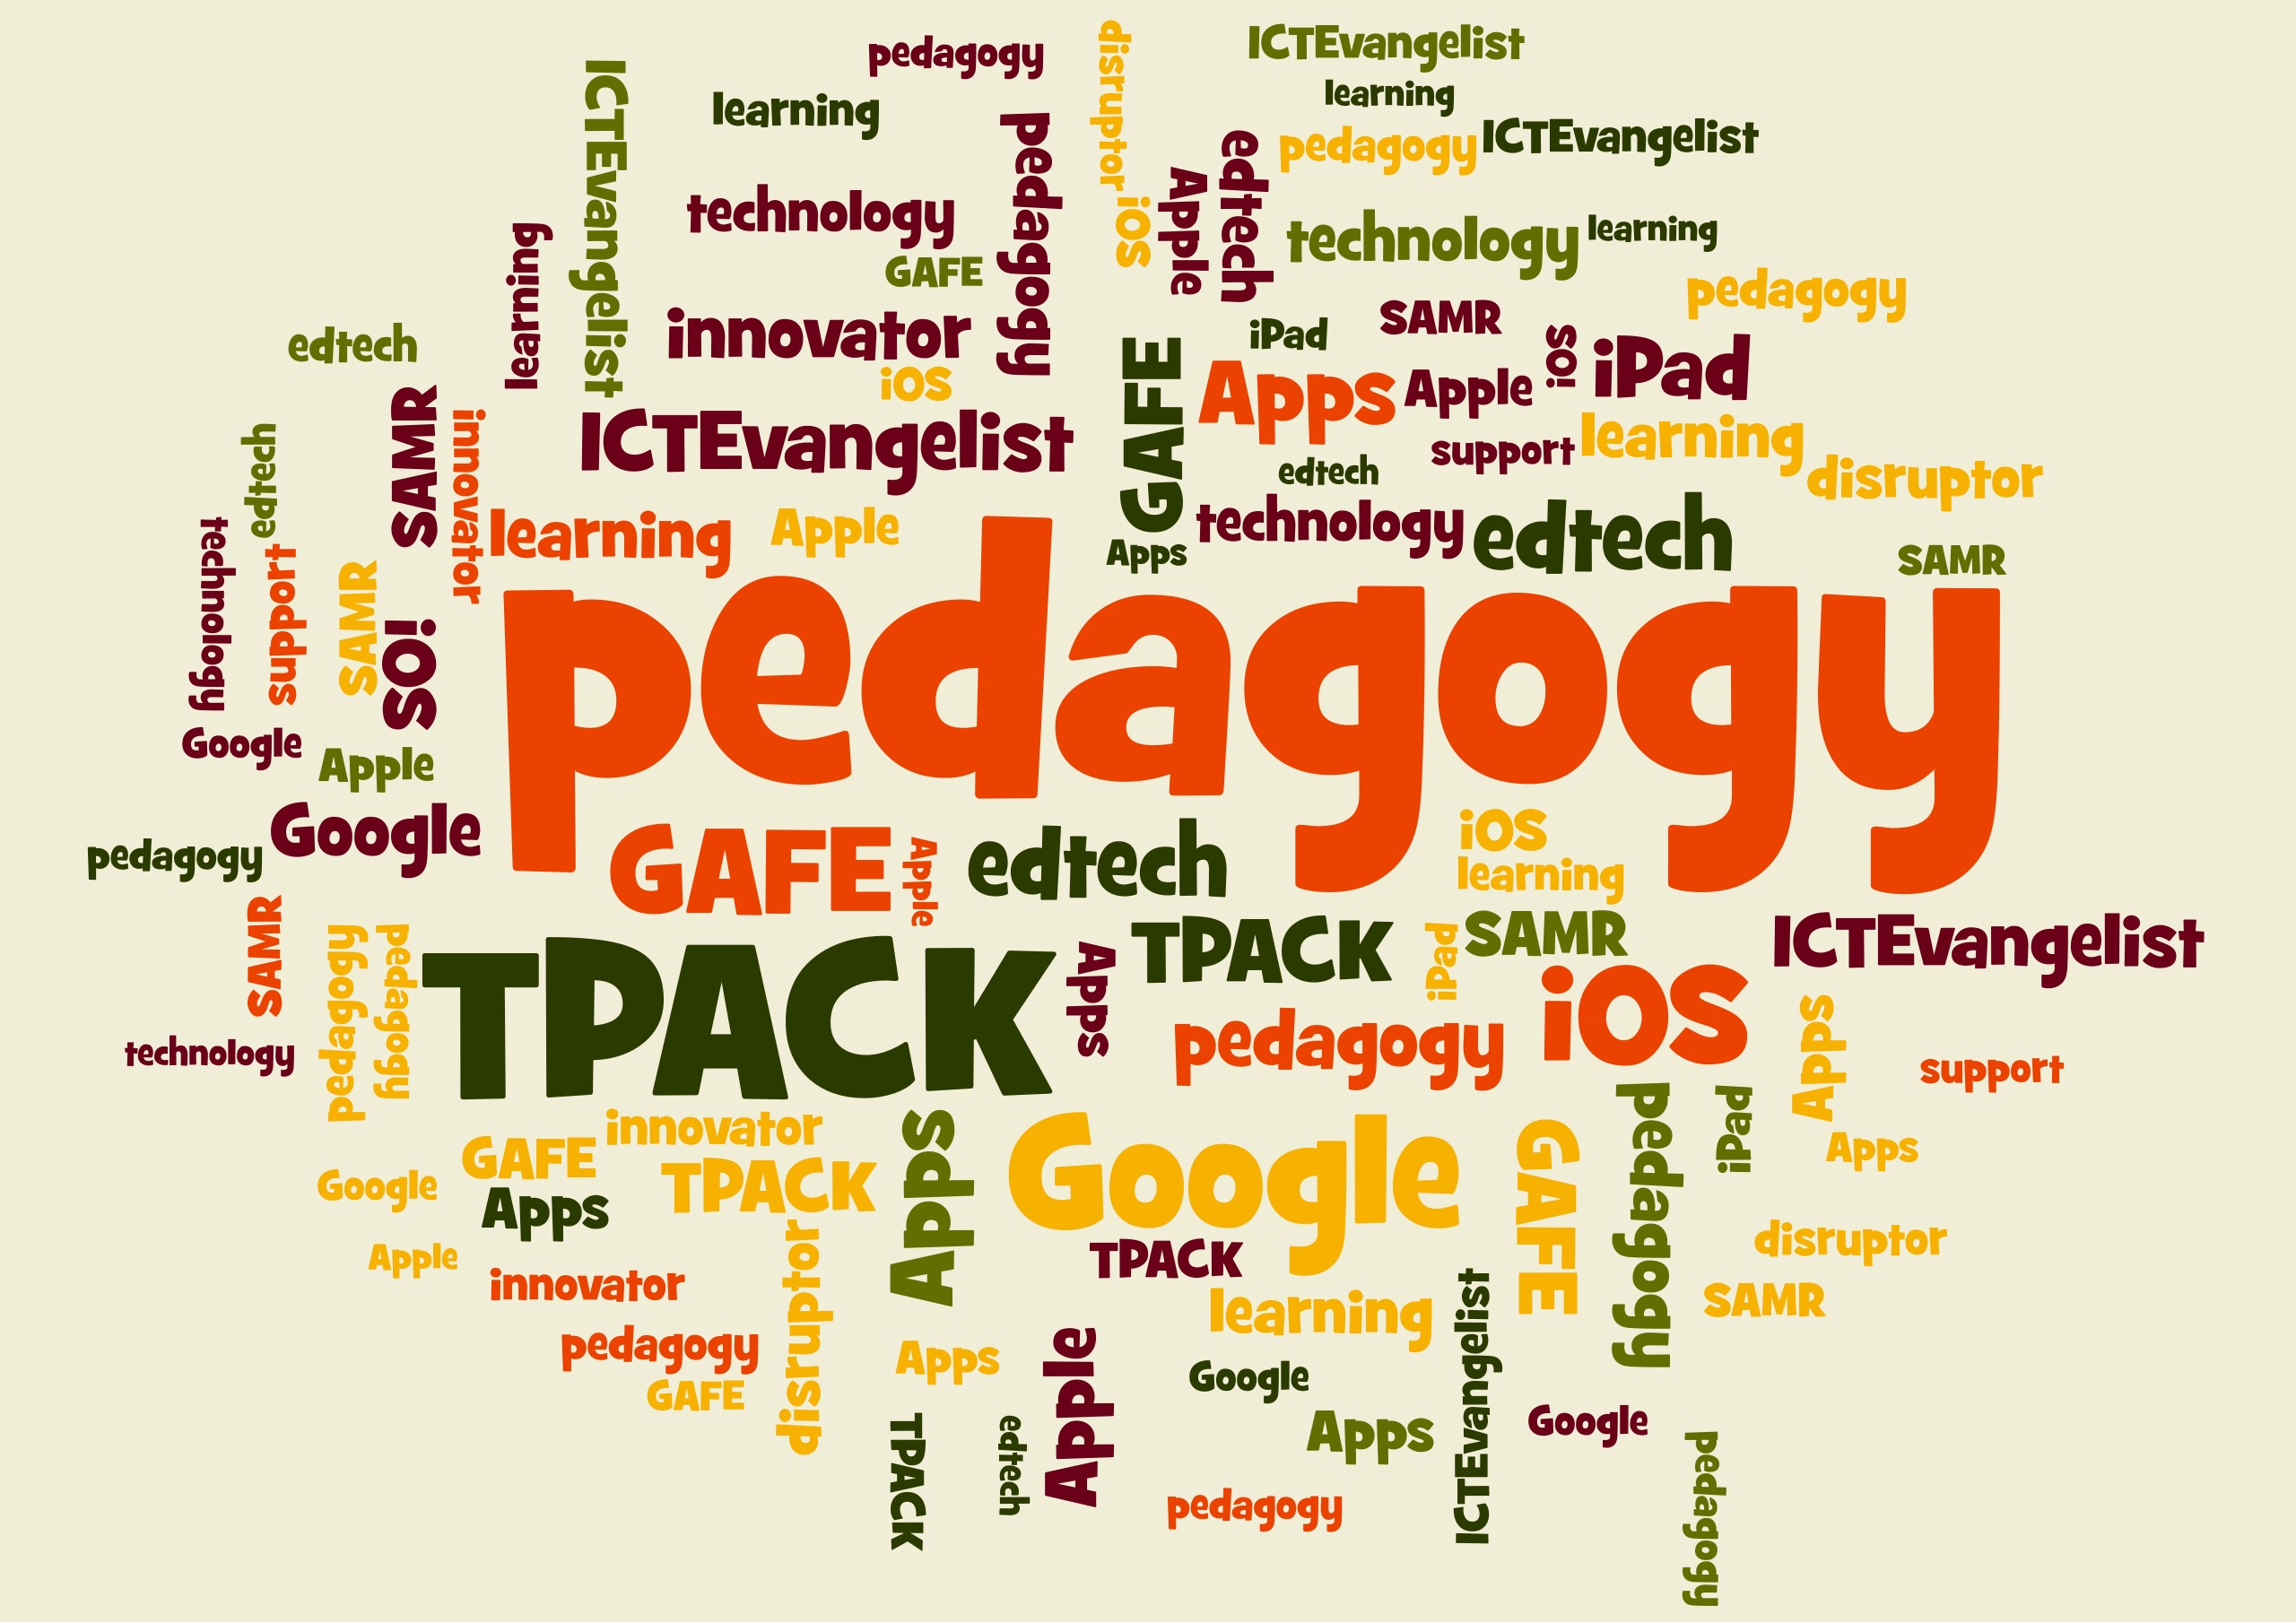 pedagogy
disruptor
ICTEvangelist
learning
ICTEvangelist
learning
pedagogy
ICTEvangelist
pedagogy
edtech
Apple
iOS
technology
technology
learning
learning
GAFE
pedagogy
innovator
iPad
SAMR
iOS
iPad
edtech
GAFE
Apps
Apple
iOS
SAMR
innovator
ICTEvangelist
support
learning
edtech
edtech
disruptor
learning
Apple
technology
edtech
Apps
SAMR
technology
support
SAMR
iOS
pedagogy
Google
Apple
Google
pedagogy
GAFE
Apple
edtech
iOS
learning
SAMR
pedagogy
pedagogy
TPACK
Apps
TPACK
iPad
SAMR
ICTEvangelist
iOS
technology
pedagogy
Apps
support
pedagogy
iPad
innovator
Apps
Google
GAFE
GAFE
TPACK
Apps
Google
Apps
Apple
TPACK
disruptor
innovator
disruptor
learning
SAMR
pedagogy
Apps
Apple
Google
ICTEvangelist
GAFE
Apps
Google
TPACK
edtech
pedagogy
pedagogy